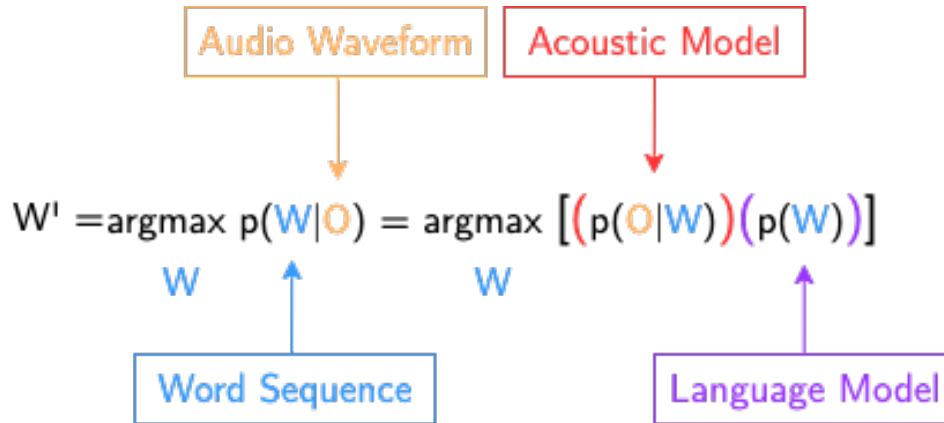 Audio Waveform
Acoustic Model
W' = argmax p(W|O) = argmax [(p(O|W))(p(W))]
W
W
Word Sequence
Language Model